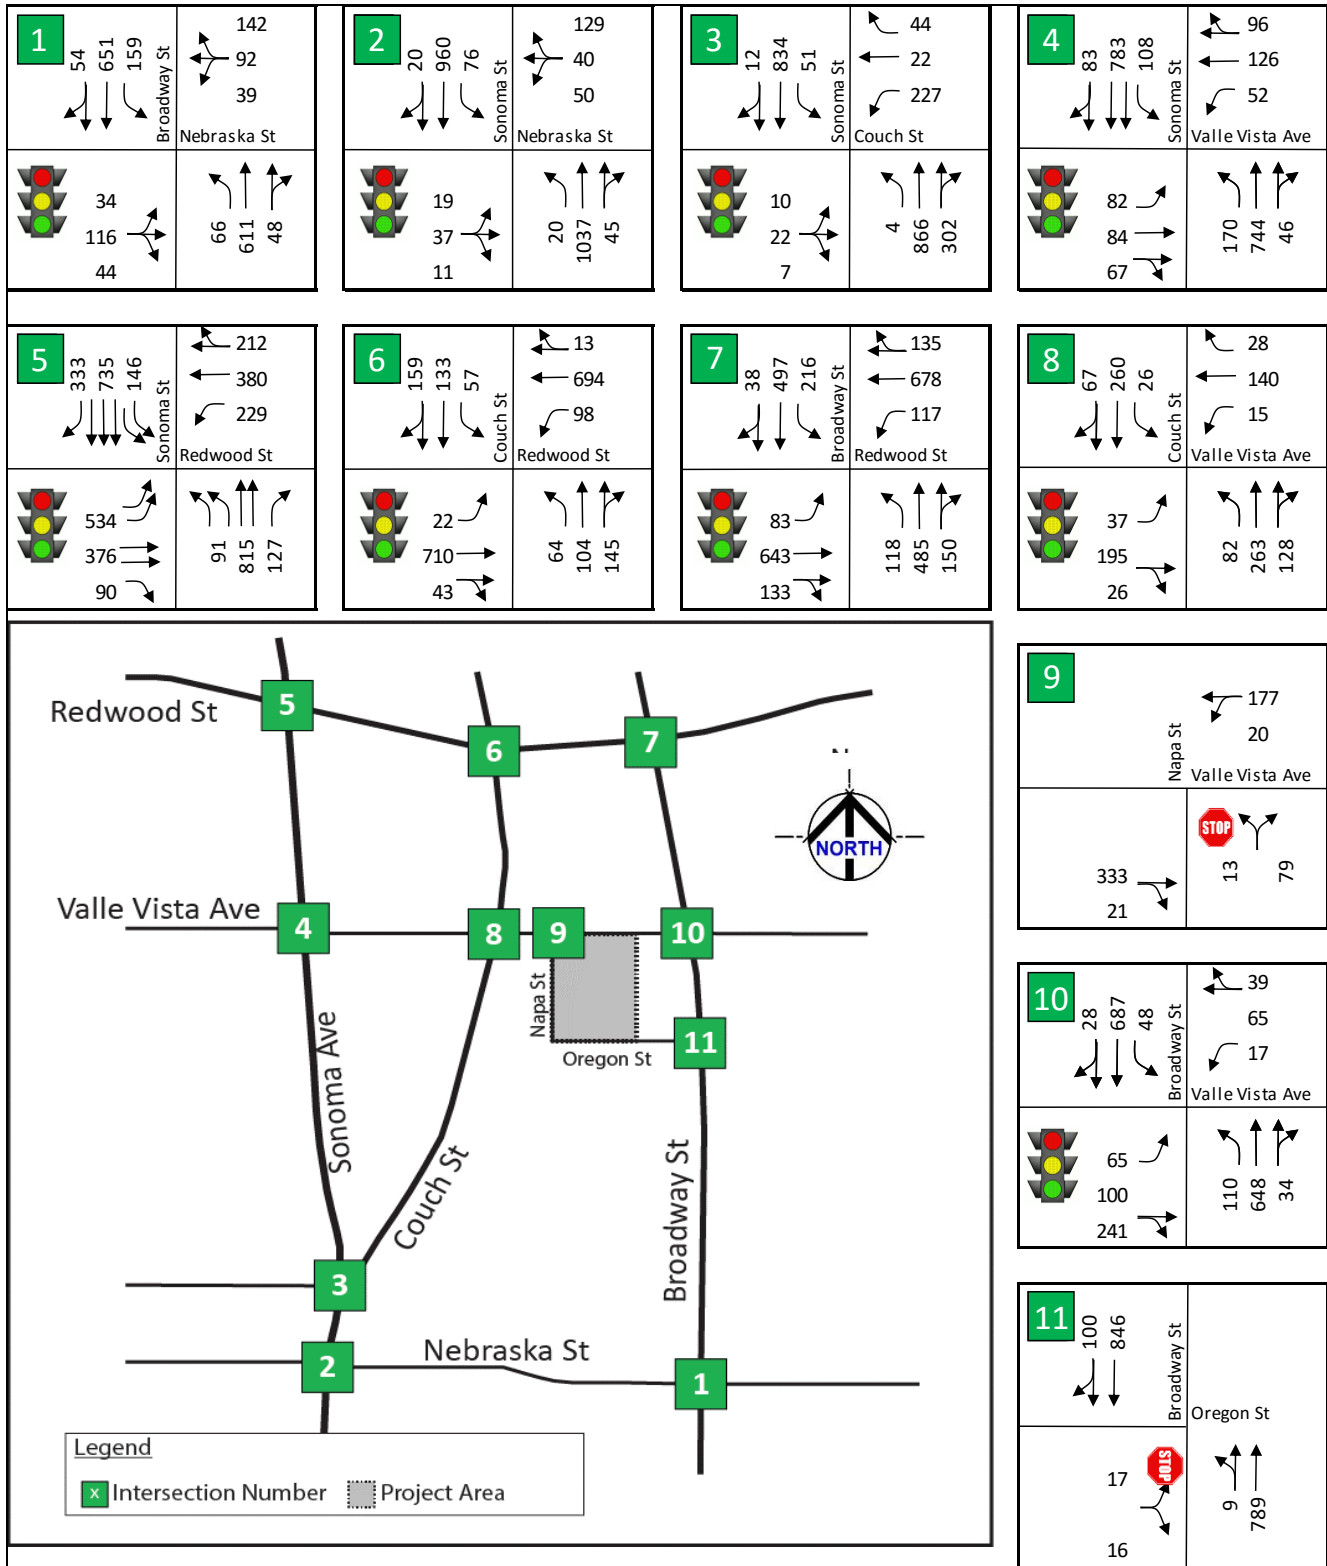 1
54 651 159
Broadway St
142
92
39
Nebraska St
34
116
44
66 611 48
2
20 960 76
Sonoma St
129
40
50
Nebraska St
19
37
11
20 1037 45
3
12 834 51
Sonoma St
44
22
227
Couch St
10
22
7
4 866 302
4
83 783 108
Sonoma St
96
126
52
Valle Vista Ave
82
84
67
170 744 46
5
333 735 146
Sonoma St
212
380
229
Redwood St
534
376
90
91 815 127
6
159 133 57
Couch St
13
694
98
Redwood St
22
710
43
64 104 145
7
38 497 216
Broadway St
135
678
117
Redwood St
83
643
133
118 485 150
8
67 260 26
Couch St
28
140
15
Valle Vista Ave
37
195
26
82 263 128
9
Napa St
177
20
Valle Vista Ave
333
21
STOP
13 79
10
28 687 48
Broadway St
39
65
17
Valle Vista Ave
65
100
241
110 648 34
11
100 846
Broadway St
Oregon St
17
16
STOP
9 789
Redwood St
5
6
7
NORTH
Valle Vista Ave
4
8
9
10
Napa St
11
Oregon St
Sonoma Ave
Couch St
Broadway St
3
2
Nebraska St
1
Legend
x Intersection Number Project Area